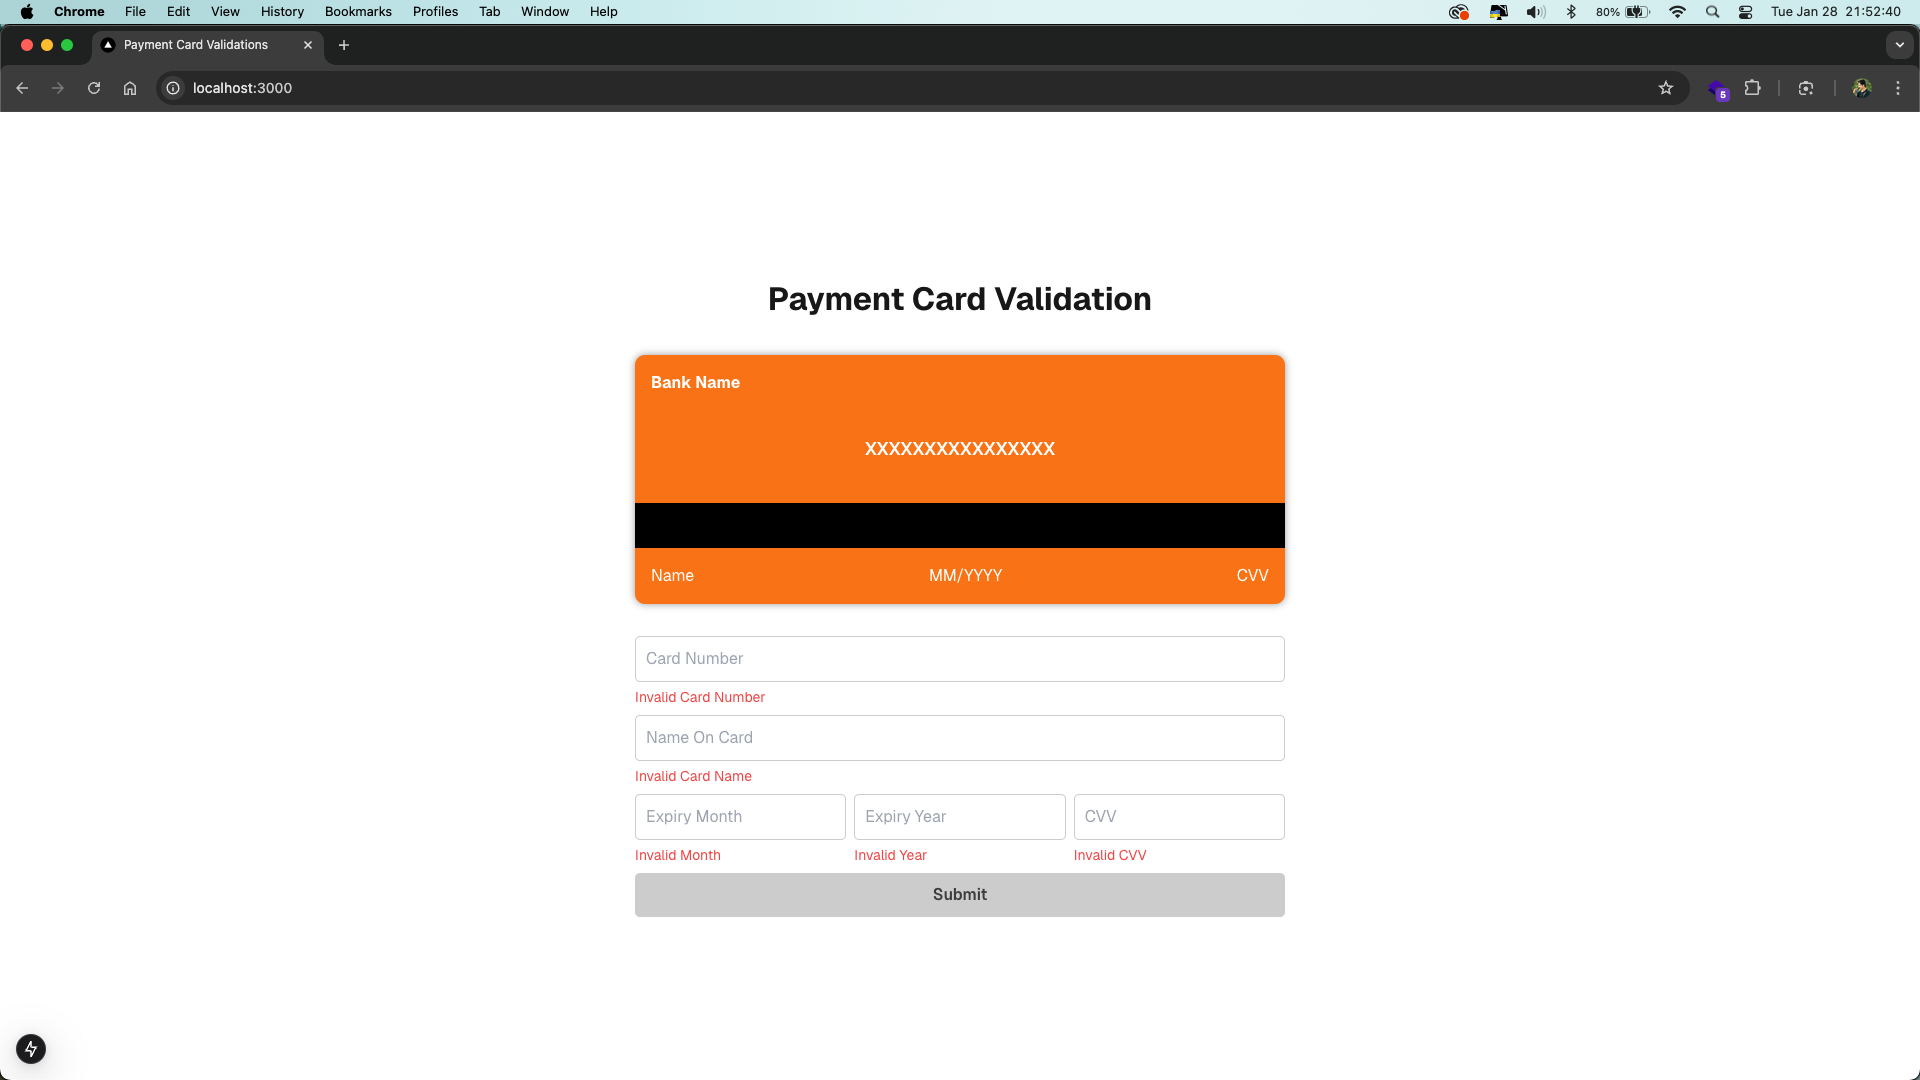 Chrome File Edit View History Bookmarks Profiles Tab Window Help 80% Tue Jan 28 21:52:40
Payment Card Validations
localhost:3000
5
Payment Card Validation
Bank Name
XXXXXXXXXXXXXXXX
Name MM/YYYY CVV
Card Number
Invalid Card Number
Name On Card
Invalid Card Name
Expiry Month Expiry Year CVV
Invalid Month Invalid Year Invalid CVV
Submit